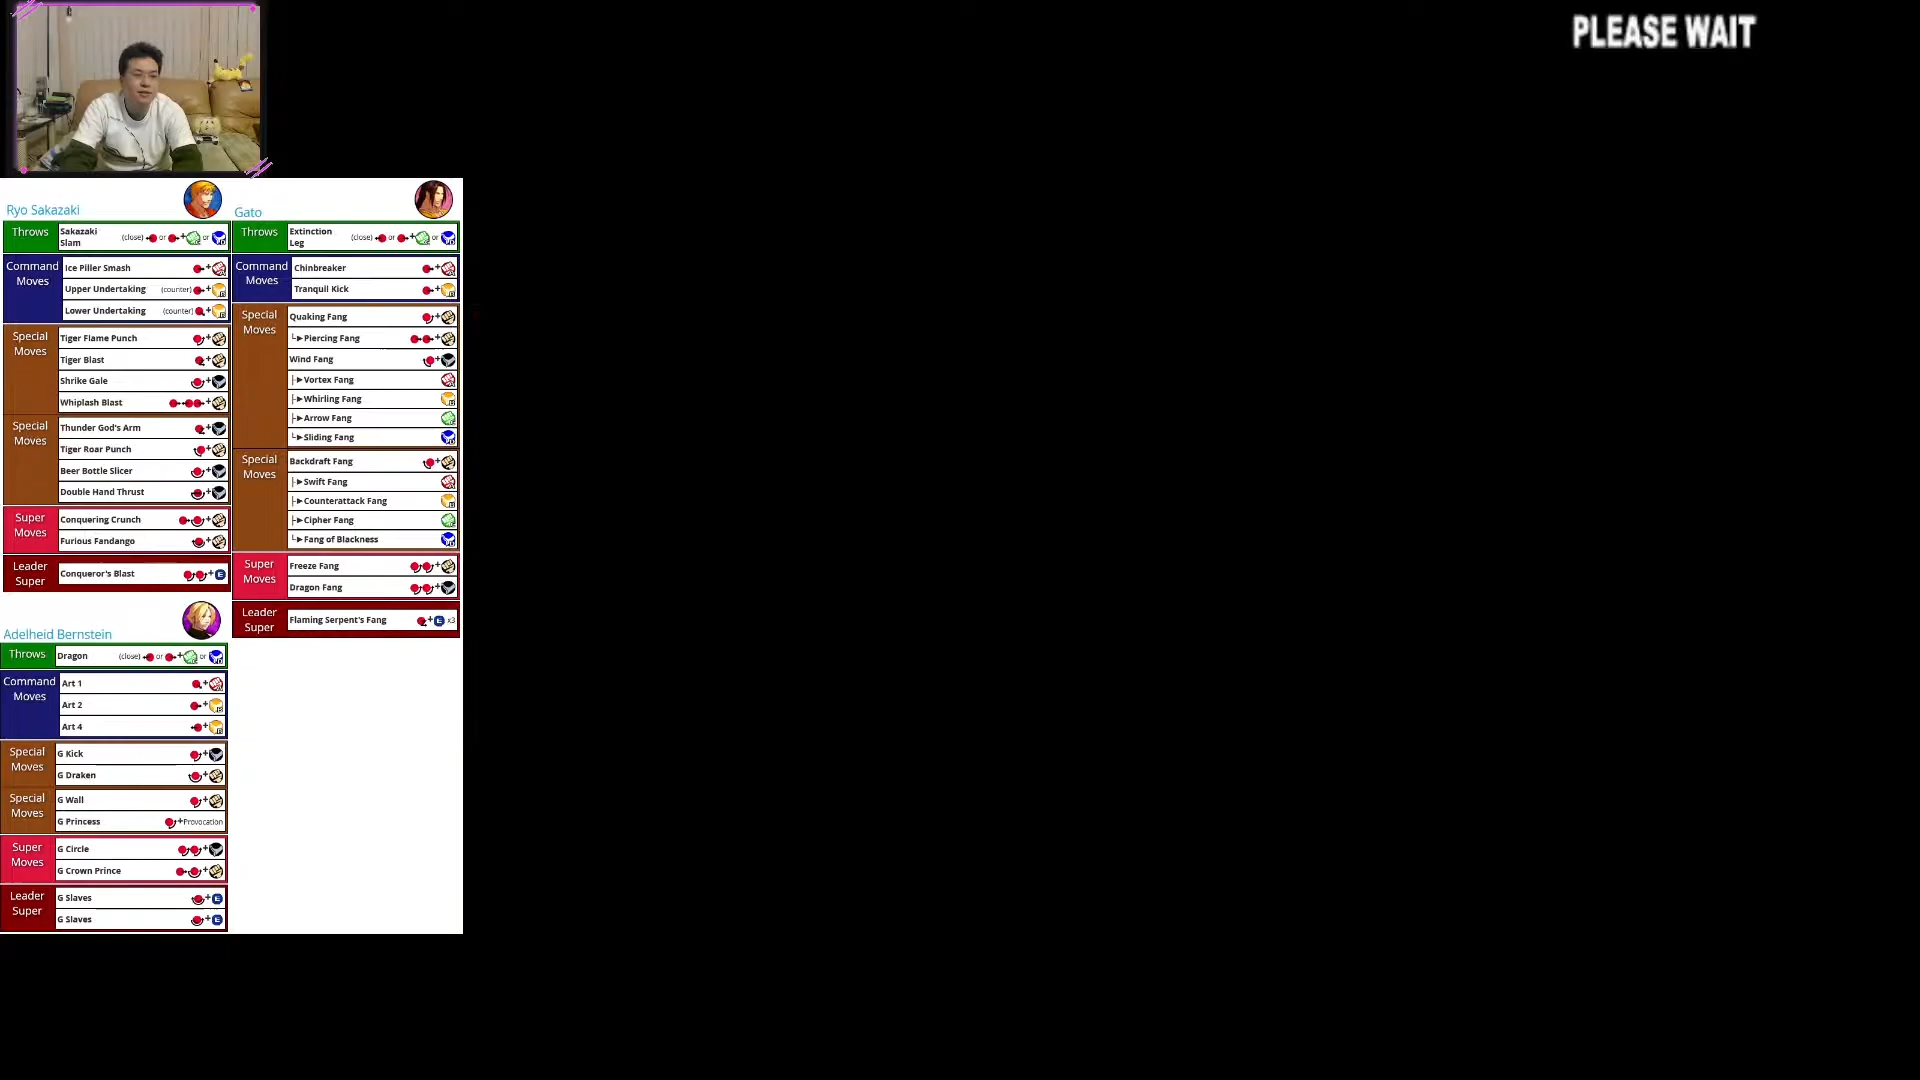 PLEASE WAIT
Ryo Sakazaki
Throws
Sakazaki Slam (close) or + or
Command Moves
Ice Piller Smash +
Upper Undertaking (counter) +
Lower Undertaking (counter) +
Special Moves
Tiger Flame Punch +
Tiger Blast +
Shrike Gale +
Whiplash Blast +
Special Moves
Thunder God's Arm +
Tiger Roar Punch +
Beer Bottle Slicer +
Double Hand Thrust +
Super Moves
Conquering Crunch +
Furious Fandango +
Leader Super
Conqueror's Blast + E
Gato
Throws
Extinction Leg (close) or + or
Command Moves
Chinbreaker +
Tranquil Kick +
Special Moves
Quaking Fang +
Piercing Fang +
Wind Fang +
Vortex Fang
Whirling Fang
Arrow Fang
Sliding Fang
Special Moves
Backdraft Fang +
Swift Fang
Counterattack Fang
Cipher Fang
Fang of Blackness
Super Moves
Freeze Fang +
Dragon Fang +
Leader Super
Flaming Serpent's Fang + E x3
Adelheid Bernstein
Throws
Dragon (close) or + or
Command Moves
Art 1 +
Art 2 +
Art 4 +
Special Moves
G Kick +
G Draken +
Special Moves
G Wall +
G Princess +Provocation
Super Moves
G Circle +
G Crown Prince +
Leader Super
G Slaves + E
G Slaves + E